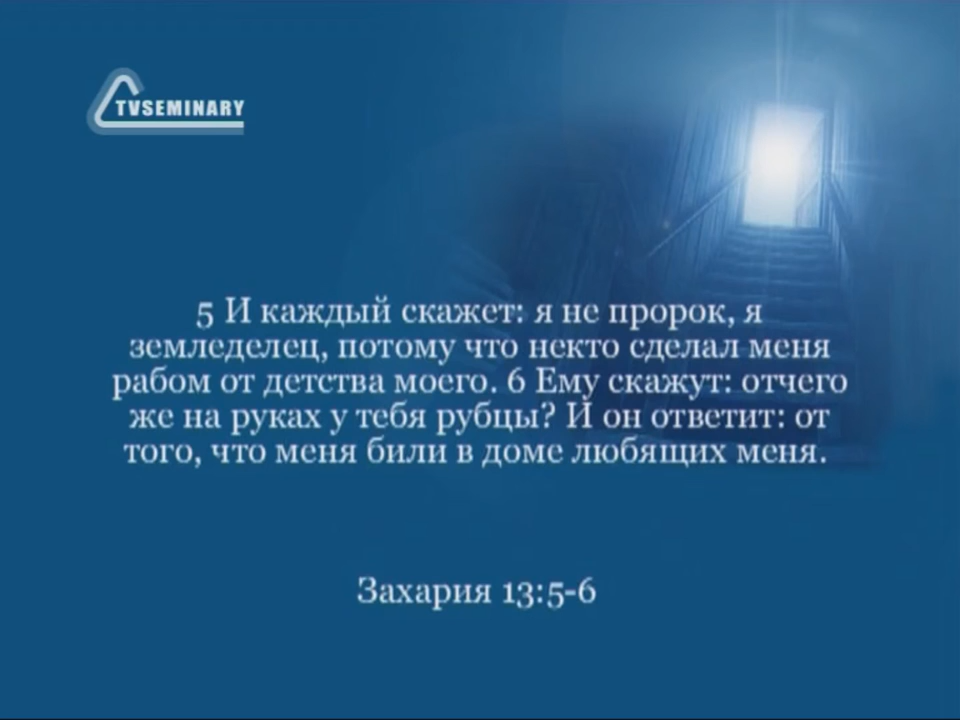 TVSEMINARY
5 И каждый скажет: я не пророк, я
земледелец, потому что некто сделал меня
рабом от детства моего. 6 Ему скажут: отчего
же на руках у тебя рубцы? И он ответит: от
того, что меня били в доме любящих меня.
Захария 13:5-6